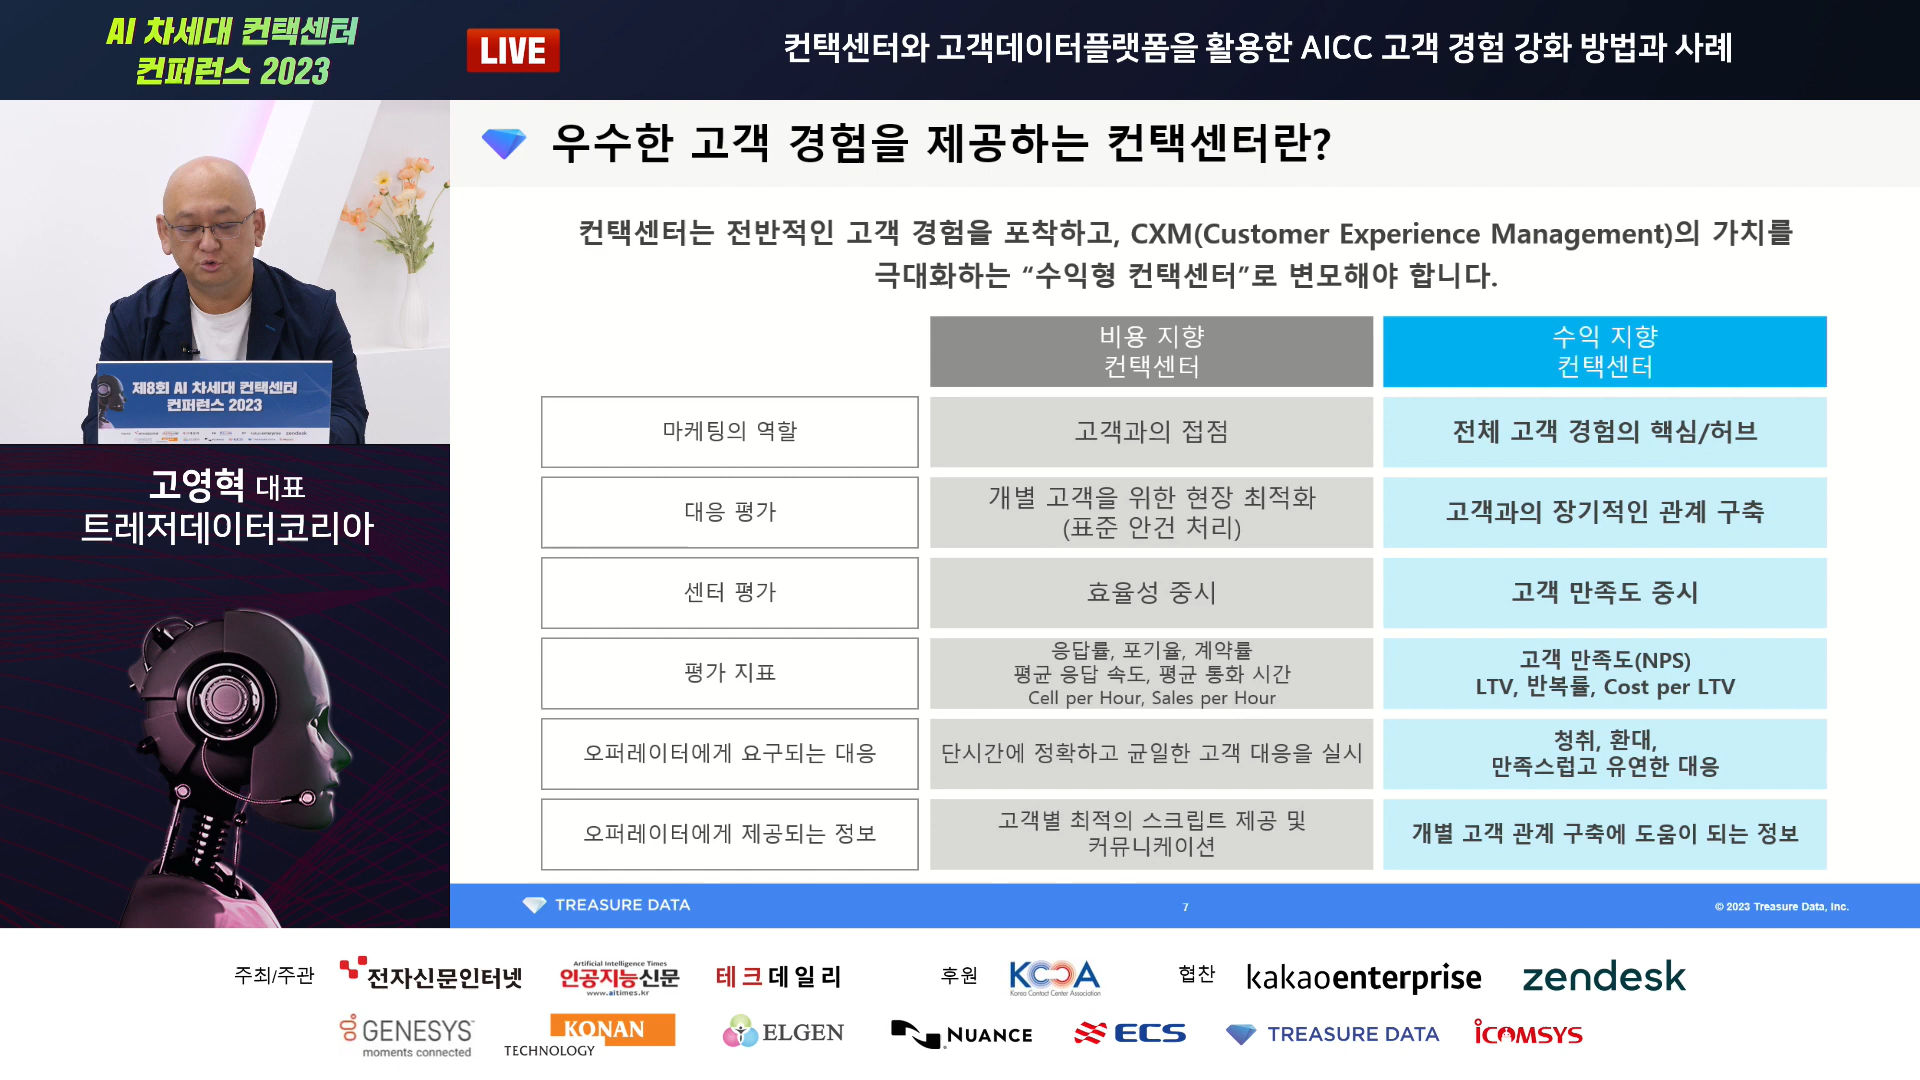 AI 차세대 컨택센터
컨퍼런스 2023
LIVE
컨택센터와 고객데이터플랫폼을 활용한 AICC 고객 경험 강화 방법과 사례
우수한 고객 경험을 제공하는 컨택센터란?
컨택센터는 전반적인 고객 경험을 포착하고, CXM(Customer Experience Management)의 가치를
극대화하는 “수익형 컨택센터”로 변모해야 합니다.
비용 지향
컨택센터
수익 지향
컨택센터
마케팅의 역할
고객과의 접점
전체 고객 경험의 핵심/허브
대응 평가
개별 고객을 위한 현장 최적화
(표준 안건 처리)
고객과의 장기적인 관계 구축
센터 평가
효율성 중시
고객 만족도 중시
평가 지표
응답률, 포기율, 계약률
평균 응답 속도, 평균 통화 시간
Cell per Hour, Sales per Hour
고객 만족도(NPS)
LTV, 반복률, Cost per LTV
오퍼레이터에게 요구되는 대응
단시간에 정확하고 균일한 고객 대응을 실시
청취, 환대,
만족스럽고 유연한 대응
오퍼레이터에게 제공되는 정보
고객별 최적의 스크립트 제공 및
커뮤니케이션
개별 고객 관계 구축에 도움이 되는 정보
TREASURE DATA
7
© 2023 Treasure Data, Inc.
제8회 AI 차세대 컨택센터
컨퍼런스 2023
고영혁 대표
트레저데이터코리아
주최/주관
전자신문인터넷
Artificial Intelligence Times
인공지능신문
www.aitimes.kr
테크데일리
후원
KCCA
Korea Contact Center Association
협찬
kakaoenterprise
zendesk
GENESYS
moments connected
KONAN
TECHNOLOGY
ELGEN
NUANCE
ECS
TREASURE DATA
iCOMSYS